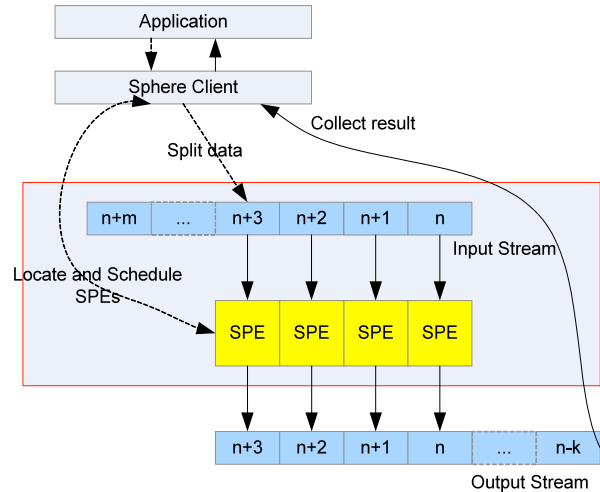 Application
Sphere Client
Collect result
Split data
n+m ... n+3 n+2 n+1 n
Input Stream
Locate and Schedule
SPEs
SPE SPE SPE SPE
n+3 n+2 n+1 n ... n-k
Output Stream